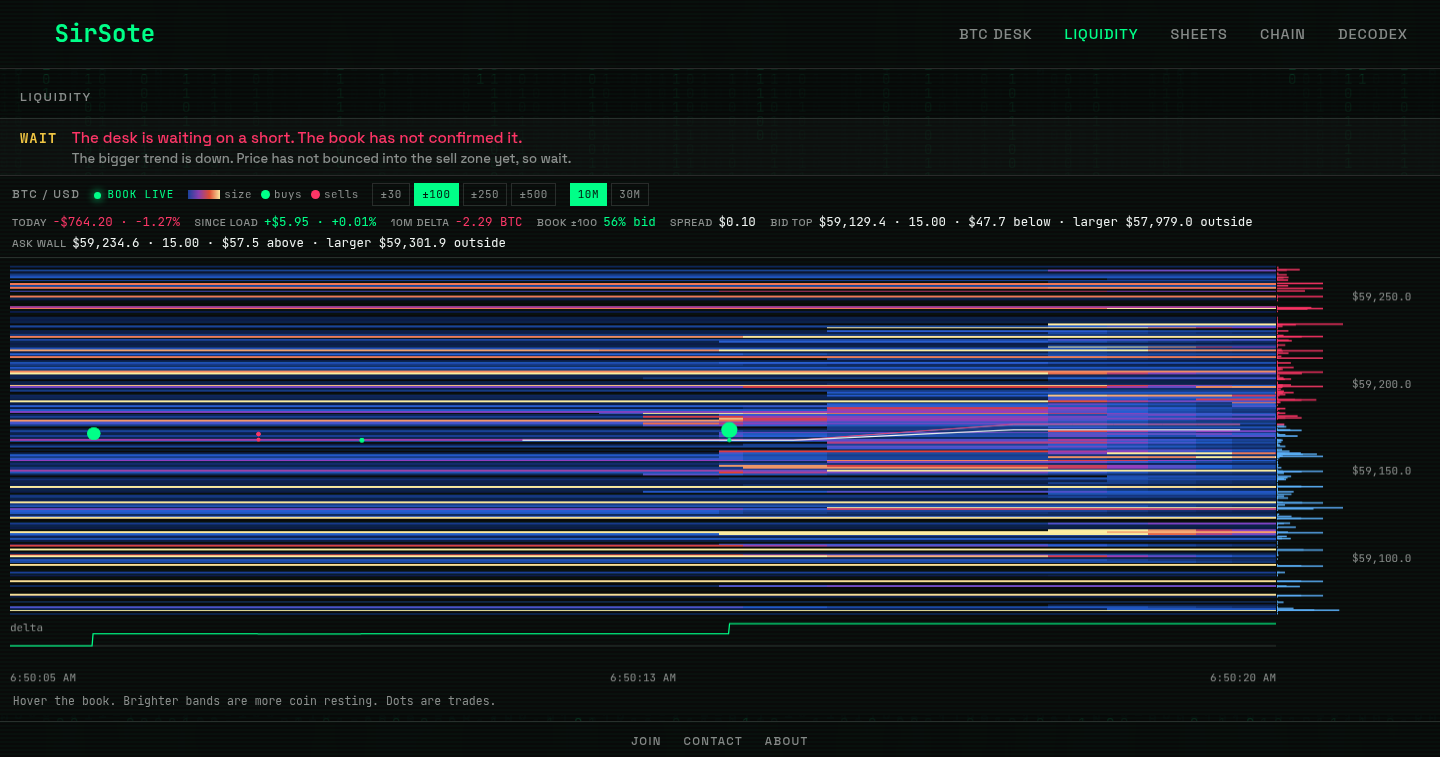 SirSote
BTC DESK LIQUIDITY SHEETS CHAIN DECODEX
LIQUIDITY
WAIT The desk is waiting on a short. The book has not confirmed it.
The bigger trend is down. Price has not bounced into the sell zone yet, so wait.
BTC / USD BOOK LIVE size buys sells ±30 ±100 ±250 ±500 10M 30M
TODAY -$764.20 · -1.27% SINCE LOAD +$5.95 · +0.01% 10M DELTA -2.29 BTC BOOK ±100 56% bid SPREAD $0.10 BID TOP $59,129.4 · 15.00 · $47.7 below · larger $57,979.0 outside
ASK WALL $59,234.6 · 15.00 · $57.5 above · larger $59,301.9 outside
$59,250.0
$59,200.0
$59,150.0
$59,100.0
delta
6:50:05 AM 6:50:13 AM 6:50:20 AM
Hover the book. Brighter bands are more coin resting. Dots are trades.
JOIN CONTACT ABOUT